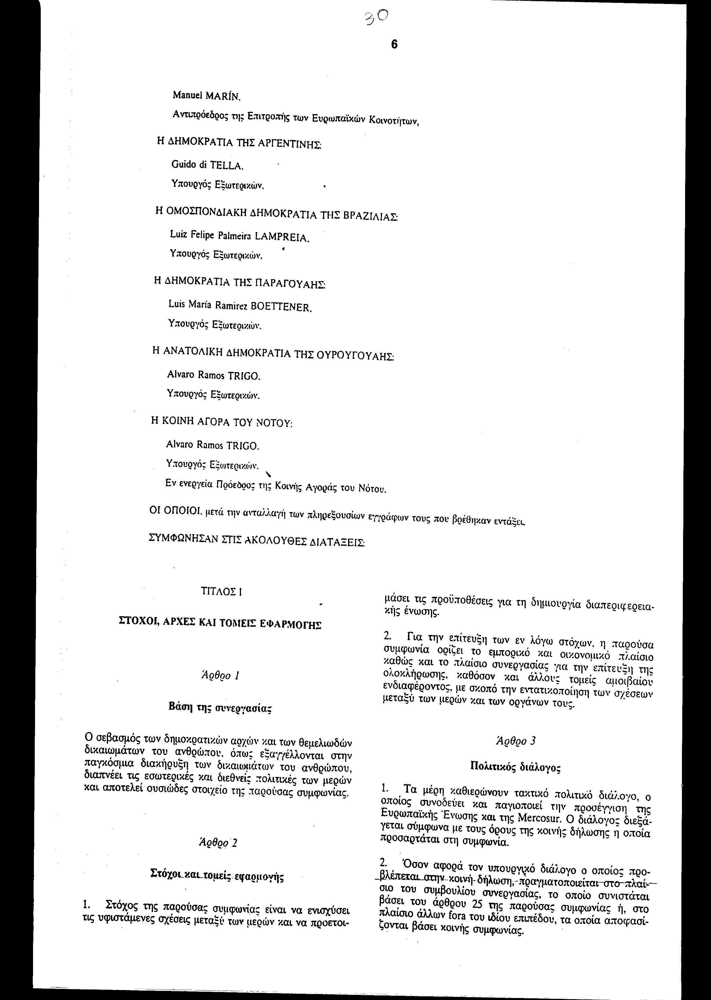 30
6
Manuel MARÍN,
Αντιπρόεδρος της Επιτροπής των Ευρωπαϊκών Κοινοτήτων,
Η ΔΗΜΟΚΡΑΤΙΑ ΤΗΣ ΑΡΓΕΝΤΙΝΗΣ:
Guido di TELLA.
Υπουργός Εξωτερικών.
Η ΟΜΟΣΠΟΝΔΙΑΚΗ ΔΗΜΟΚΡΑΤΙΑ ΤΗΣ ΒΡΑΖΙΛΙΑΣ:
Luiz Felipe Palmeira LAMPREIA.
Υπουργός Εξωτερικών.
Η ΔΗΜΟΚΡΑΤΙΑ ΤΗΣ ΠΑΡΑΓΟΥΑΗΣ:
Luis María Ramirez BOETTENER,
Υπουργός Εξωτερικών.
Η ΑΝΑΤΟΛΙΚΗ ΔΗΜΟΚΡΑΤΙΑ ΤΗΣ ΟΥΡΟΥΓΟΥΑΗΣ:
Alvaro Ramos TRIGO.
Υπουργός Εξωτερικών.
Η ΚΟΙΝΗ ΑΓΟΡΑ ΤΟΥ ΝΟΤΟΥ:
Alvaro Ramos TRIGO.
Υπουργός Εξωτερικών.
Εν ενεργεία Πρόεδρος της Κοινής Αγοράς του Νότου.
ΟΙ ΟΠΟΙΟΙ. μετά την ανταλλαγή των πληρεξουσίων εγγράφων τους που βρέθηκαν εντάξει,
ΣΥΜΦΩΝΗΣΑΝ ΣΤΙΣ ΑΚΟΛΟΥΘΕΣ ΔΙΑΤΑΞΕΙΣ:
ΤΙΤΛΟΣ Ι
ΣΤΟΧΟΙ, ΑΡΧΕΣ ΚΑΙ ΤΟΜΕΙΣ ΕΦΑΡΜΟΓΗΣ
Άρθρο 1
Βάση της συνεργασίας
Ο σεβασμός των δημοκρατικών αρχών και των θεμελιωδών
δικαιωμάτων του ανθρώπου. όπως εξαγγέλλονται στην
παγκόσμια διακήρυξη των δικαιωμάτων του ανθρώπου,
διαπνέει τις εσωτερικές και διεθνείς πολιτικές των μερών
και αποτελεί ουσιώδες στοιχείο της παρούσας συμφωνίας.
Άρθρο 2
Στόχοι και τομείς εφαρμογής
1. Στόχος της παρούσας συμφωνίας είναι να ενισχύσει
τις υφιστάμενες σχέσεις μεταξύ των μερών και να προετοι-
μάσει τις προϋποθέσεις για τη δημιουργία διαπεριφερεια-
κής ένωσης.
2. Για την επίτευξη των εν λόγω στόχων. η παρούσα
συμφωνία ορίζει το εμπορικό και οικονομικό πλαίσιο
καθώς και το πλαίσιο συνεργασίας για την επίτευξη της
ολοκλήρωσης, καθόσον και άλλους τομείς αμοιβαίου
ενδιαφέροντος, με σκοπό την εντατικοποίηση των σχέσεων
μεταξύ των μερών και των οργάνων τους.
Άρθρο 3
Πολιτικός διάλογος
1. Τα μέρη καθιερώνουν τακτικό πολιτικό διάλογο, ο
οποίος συνοδεύει και παγιοποιεί την προσέγγιση της
Ευρωπαϊκής Ένωσης και της Mercosur. Ο διάλογος διεξά-
γεται σύμφωνα με τους όρους της κοινής δήλωσης η οποία
προσαρτάται στη συμφωνία.
2. Όσον αφορά τον υπουργικό διάλογο ο οποίος προ-
βλέπεται στην κοινή δήλωση, πραγματοποιείται στο πλαί-
σιο του συμβουλίου συνεργασίας, το οποίο συνιστάται
βάσει του άρθρου 25 της παρούσας συμφωνίας ή, στο
πλαίσιο άλλων fora του ιδίου επιπέδου, τα οποία αποφασί-
ζονται βάσει κοινής συμφωνίας.